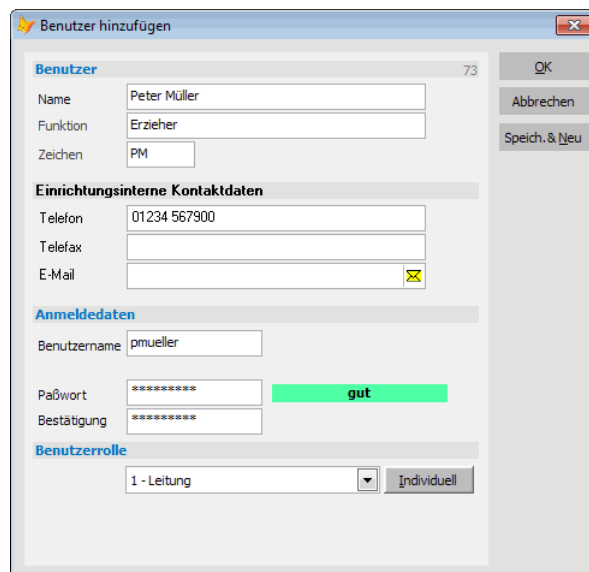 Benutzer hinzufügen
Benutzer 73
OK
Name Peter Müller
Abbrechen
Funktion Erzieher
Speich.& Neu
Zeichen PM
Einrichtungsinterne Kontaktdaten
Telefon 01234 567900
Telefax
E-Mail
Anmeldedaten
Benutzername pmueller
Paßwort ********* gut
Bestätigung *********
Benutzerrolle
1 - Leitung Individuell